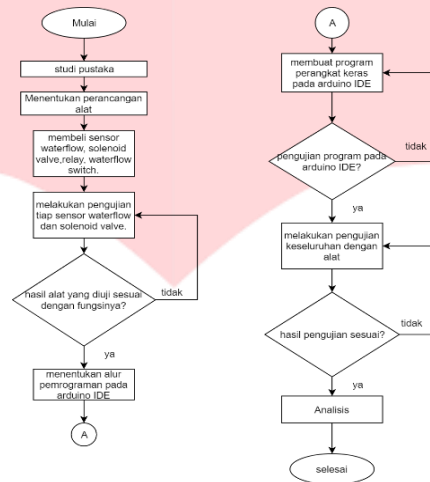 Mulai
studi pustaka
Menentukan perancangan
alat
membeli sensor
waterflow, solenoid
valve,relay, waterflow
switch.
melakukan pengujian
tiap sensor waterflow
dan solenoid valve.
hasil alat yang diuji sesuai
dengan fungsinya?
tidak
ya
menentukan alur
pemrograman pada
arduino IDE
A
A
membuat program
perangkat keras
pada arduino IDE
pengujian program pada
arduino IDE?
tidak
ya
melakukan pengujian
keseluruhan dengan
alat
hasil pengujian sesuai?
tidak
ya
Analisis
selesai